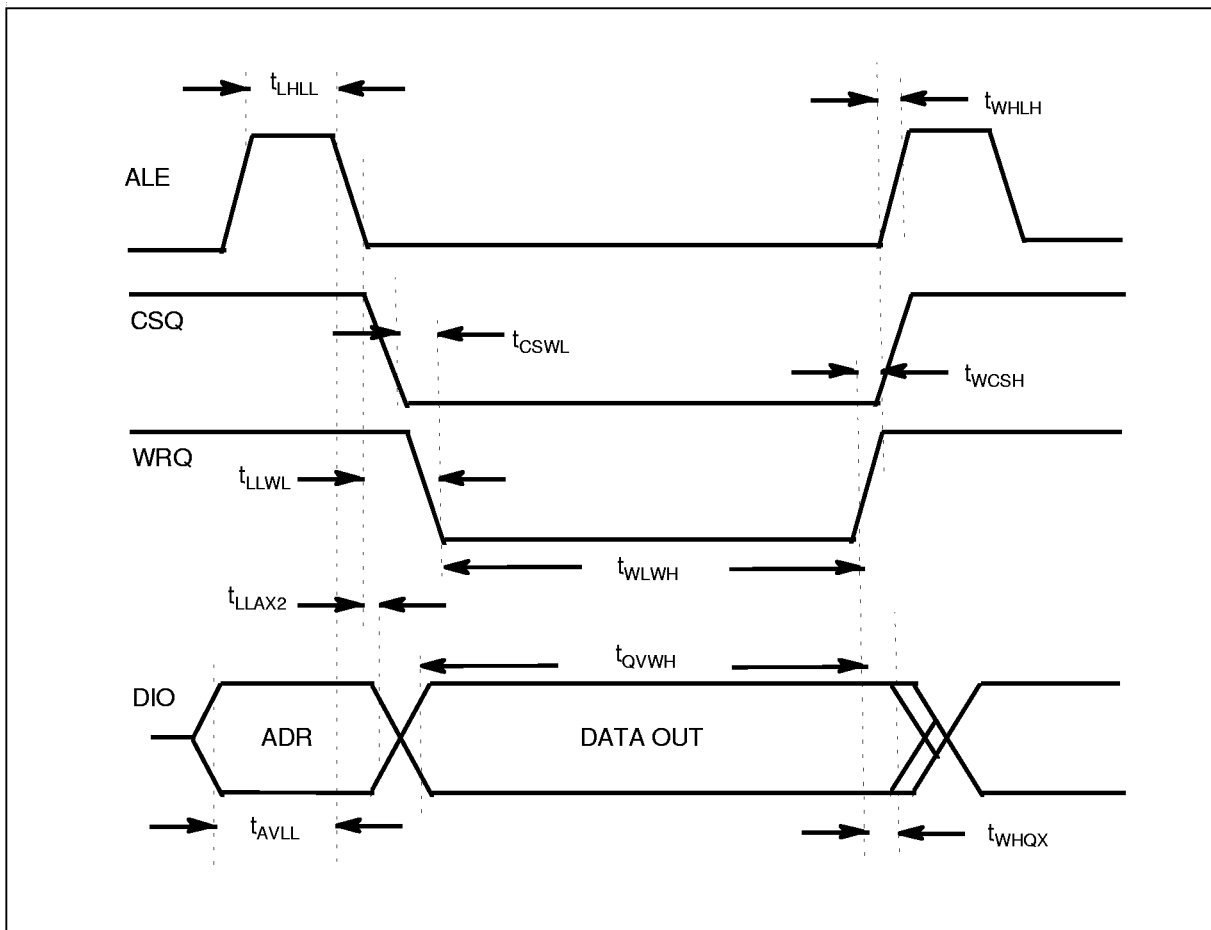 tLHLL
tWHLH
ALE
CSQ
tCSWL
tWCSH
WRQ
tLLWL
tWLWH
tLLAX2
tQVWH
DIO
ADR
DATA OUT
tAVLL
tWHQX